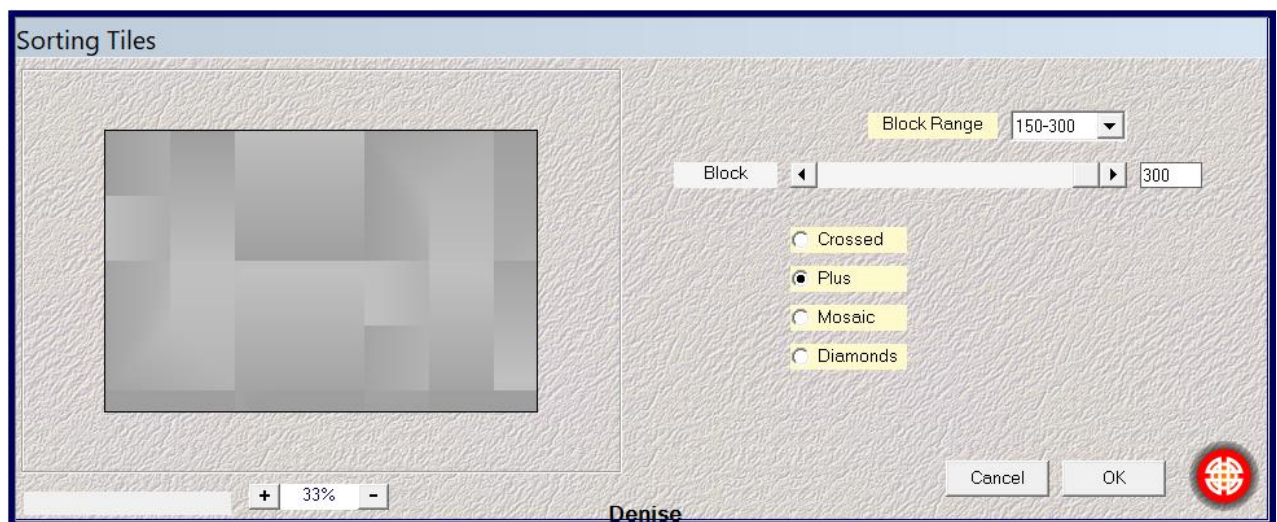 Sorting Tiles
Block Range 150-300
Block 300
Crossed
Plus
Mosaic
Diamonds
Cancel OK
+ 33% -
Denise